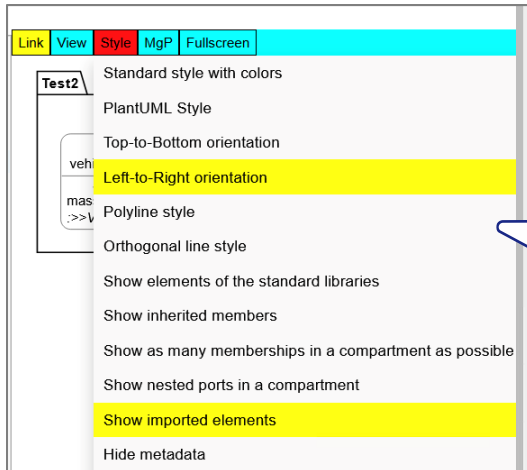 Link View Style MgP Fullscreen
Test2
Standard style with colors
PlantUML Style
Top-to-Bottom orientation
vehi
Left-to-Right orientation
mas
Polyline style
:>>V
Orthogonal line style
Show elements of the standard libraries
Show inherited members
Show as many memberships in a compartment as possible
Show nested ports in a compartment
Show imported elements
Hide metadata